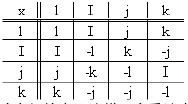 x 1 I j k
1 1 I j k
I I -1 k -j
j j -k -1 I
k k -j -j -1